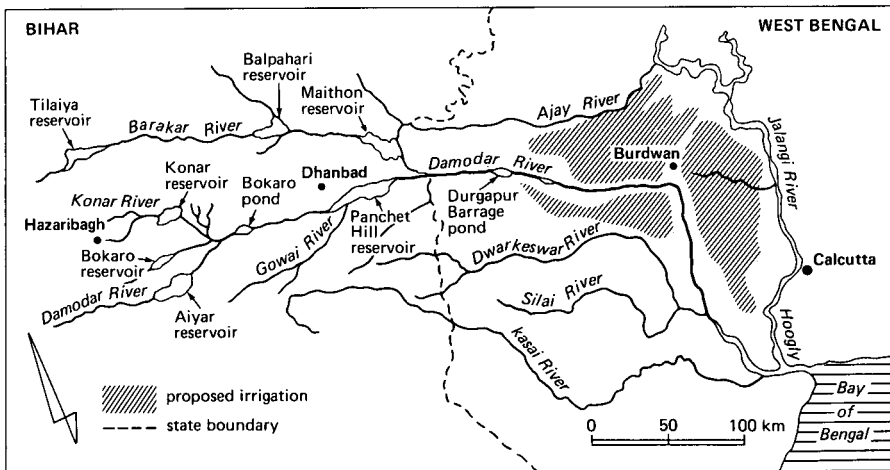 BIHAR
WEST BENGAL
Balpahari
reservoir
Maithon
reservoir
Tilaiya
reservoir
Barakar River
Ajay River
Jalangi River
Konar
reservoir
Bokaro
pond
Dhanbad
Damodar River
Burdwan
Konar River
Hazaribagh
Durgapur
Barrage
pond
Panchet
Hill
reservoir
Gowai River
Bokaro
reservoir
Dwarkeswar River
Calcutta
Damodar River
Aiyar
reservoir
Silai River
Hoogly
kasai River
proposed irrigation
state boundary
0 50 100 km
Bay
of
Bengal